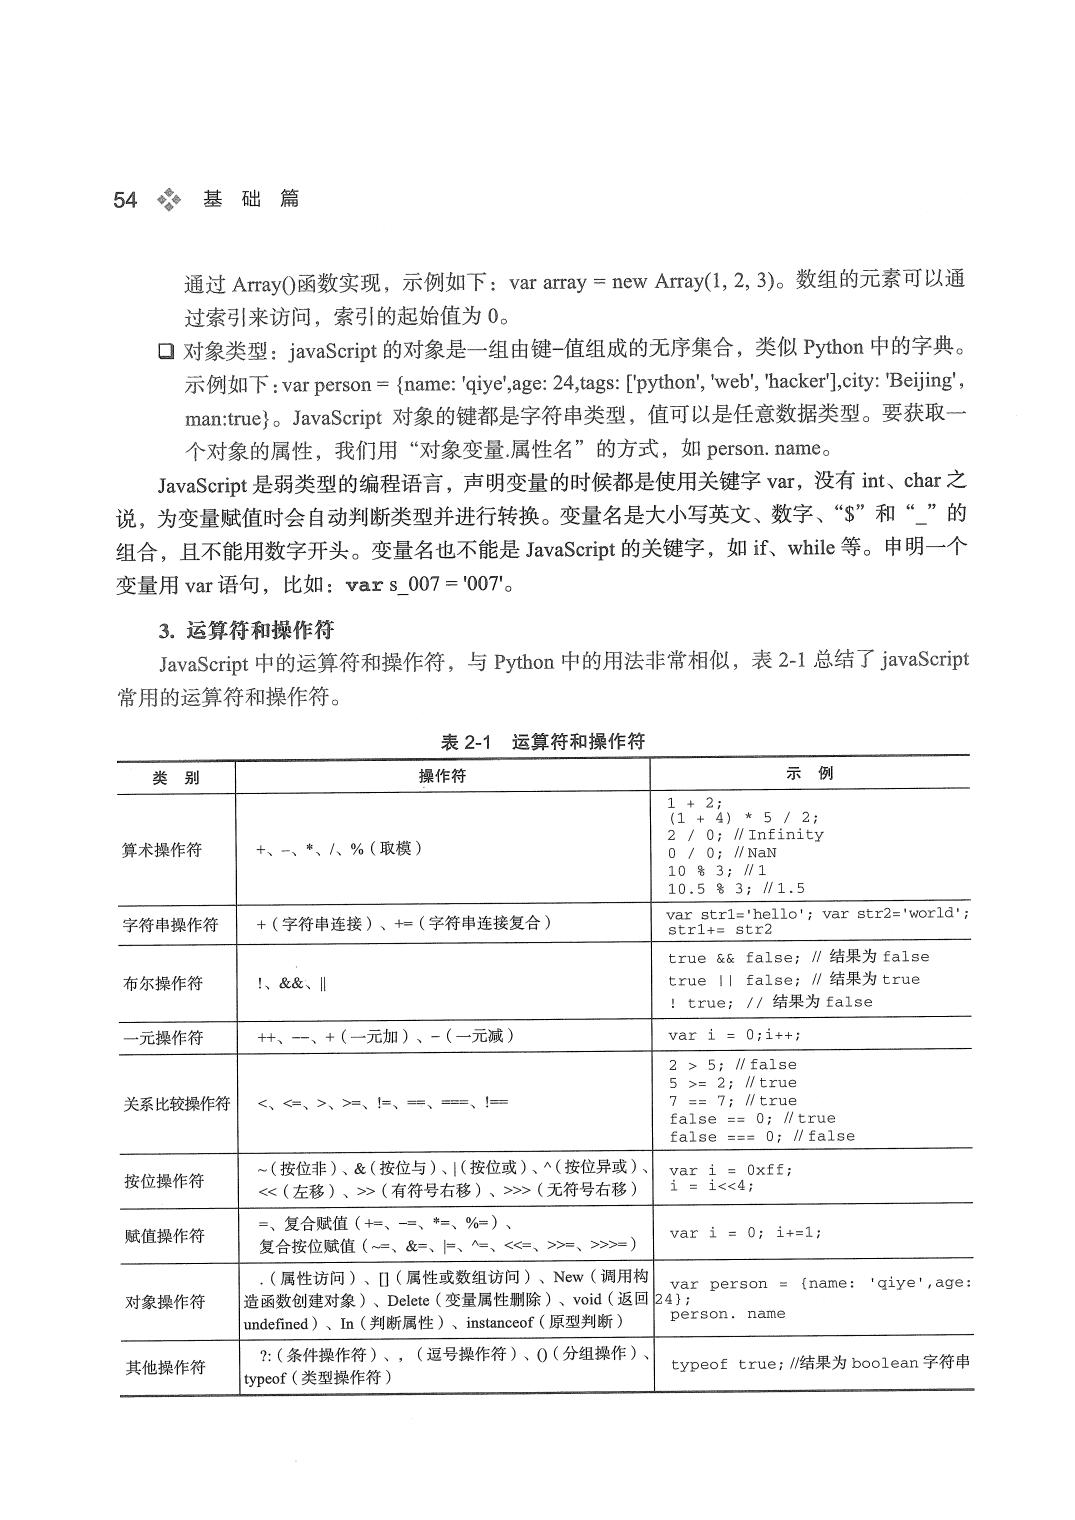 54 基 础 篇
通过 Array()函数实现，示例如下：var array = new Array(1, 2, 3)。数组的元素可以通
过索引来访问，索引的起始值为 0。
❑ 对象类型：javaScript 的对象是一组由键–值组成的无序集合，类似 Python 中的字典。
示例如下：var person = {name: 'qiye',age: 24,tags: ['python', 'web', 'hacker'],city: 'Beijing',
man:true}。JavaScript 对象的键都是字符串类型，值可以是任意数据类型。要获取一
个对象的属性，我们用“对象变量.属性名”的方式，如 person. name。
JavaScript 是弱类型的编程语言，声明变量的时候都是使用关键字 var，没有 int、char 之
说，为变量赋值时会自动判断类型并进行转换。变量名是大小写英文、数字、“$”和“_”的
组合，且不能用数字开头。变量名也不能是 JavaScript 的关键字，如 if、while 等。申明一个
变量用 var 语句，比如：var s_007 = '007'。
3. 运算符和操作符
JavaScript 中的运算符和操作符，与 Python 中的用法非常相似，表 2-1 总结了 javaScript
常用的运算符和操作符。
表 2-1 运算符和操作符
类 别 操作符 示 例
算术操作符 +、–、*、/、%（取模）
1 + 2;
(1 + 4) * 5 / 2;
2 / 0; //Infinity
0 / 0; //NaN
10 % 3; //1
10.5 % 3; //1.5
字符串操作符 +（字符串连接）、+=（字符串连接复合）
var str1='hello'; var str2='world';
str1+= str2
布尔操作符 !、&&、||
true && false; // 结果为 false
true || false; // 结果为 true
! true; // 结果为 false
一元操作符 ++、--、+（一元加）、-（一元减） var i = 0;i++;
关系比较操作符 <、<=、>、>=、!=、==、===、!==
2 > 5; //false
5 >= 2; //true
7 == 7; //true
false == 0; //true
false === 0; //false
按位操作符
~（按位非）、&（按位与）、|（按位或）、^（按位异或）、
<<（左移）、>>（有符号右移）、>>>（无符号右移）
var i = 0xff;
i = i<<4;
赋值操作符
=、复合赋值（+=、-=、*=、%=）、
复合按位赋值（~=、&=、|=、^=、<<=、>>=、>>>=）
var i = 0; i+=1;
对象操作符
.（属性访问）、[]（属性或数组访问）、New（调用构
造函数创建对象）、Delete（变量属性删除）、void（返回
undefined）、In（判断属性）、instanceof（原型判断）
var person = {name: 'qiye',age:
24};
person. name
其他操作符
?:（条件操作符）、,（逗号操作符）、()（分组操作）、
typeof（类型操作符）
typeof true; //结果为 boolean 字符串